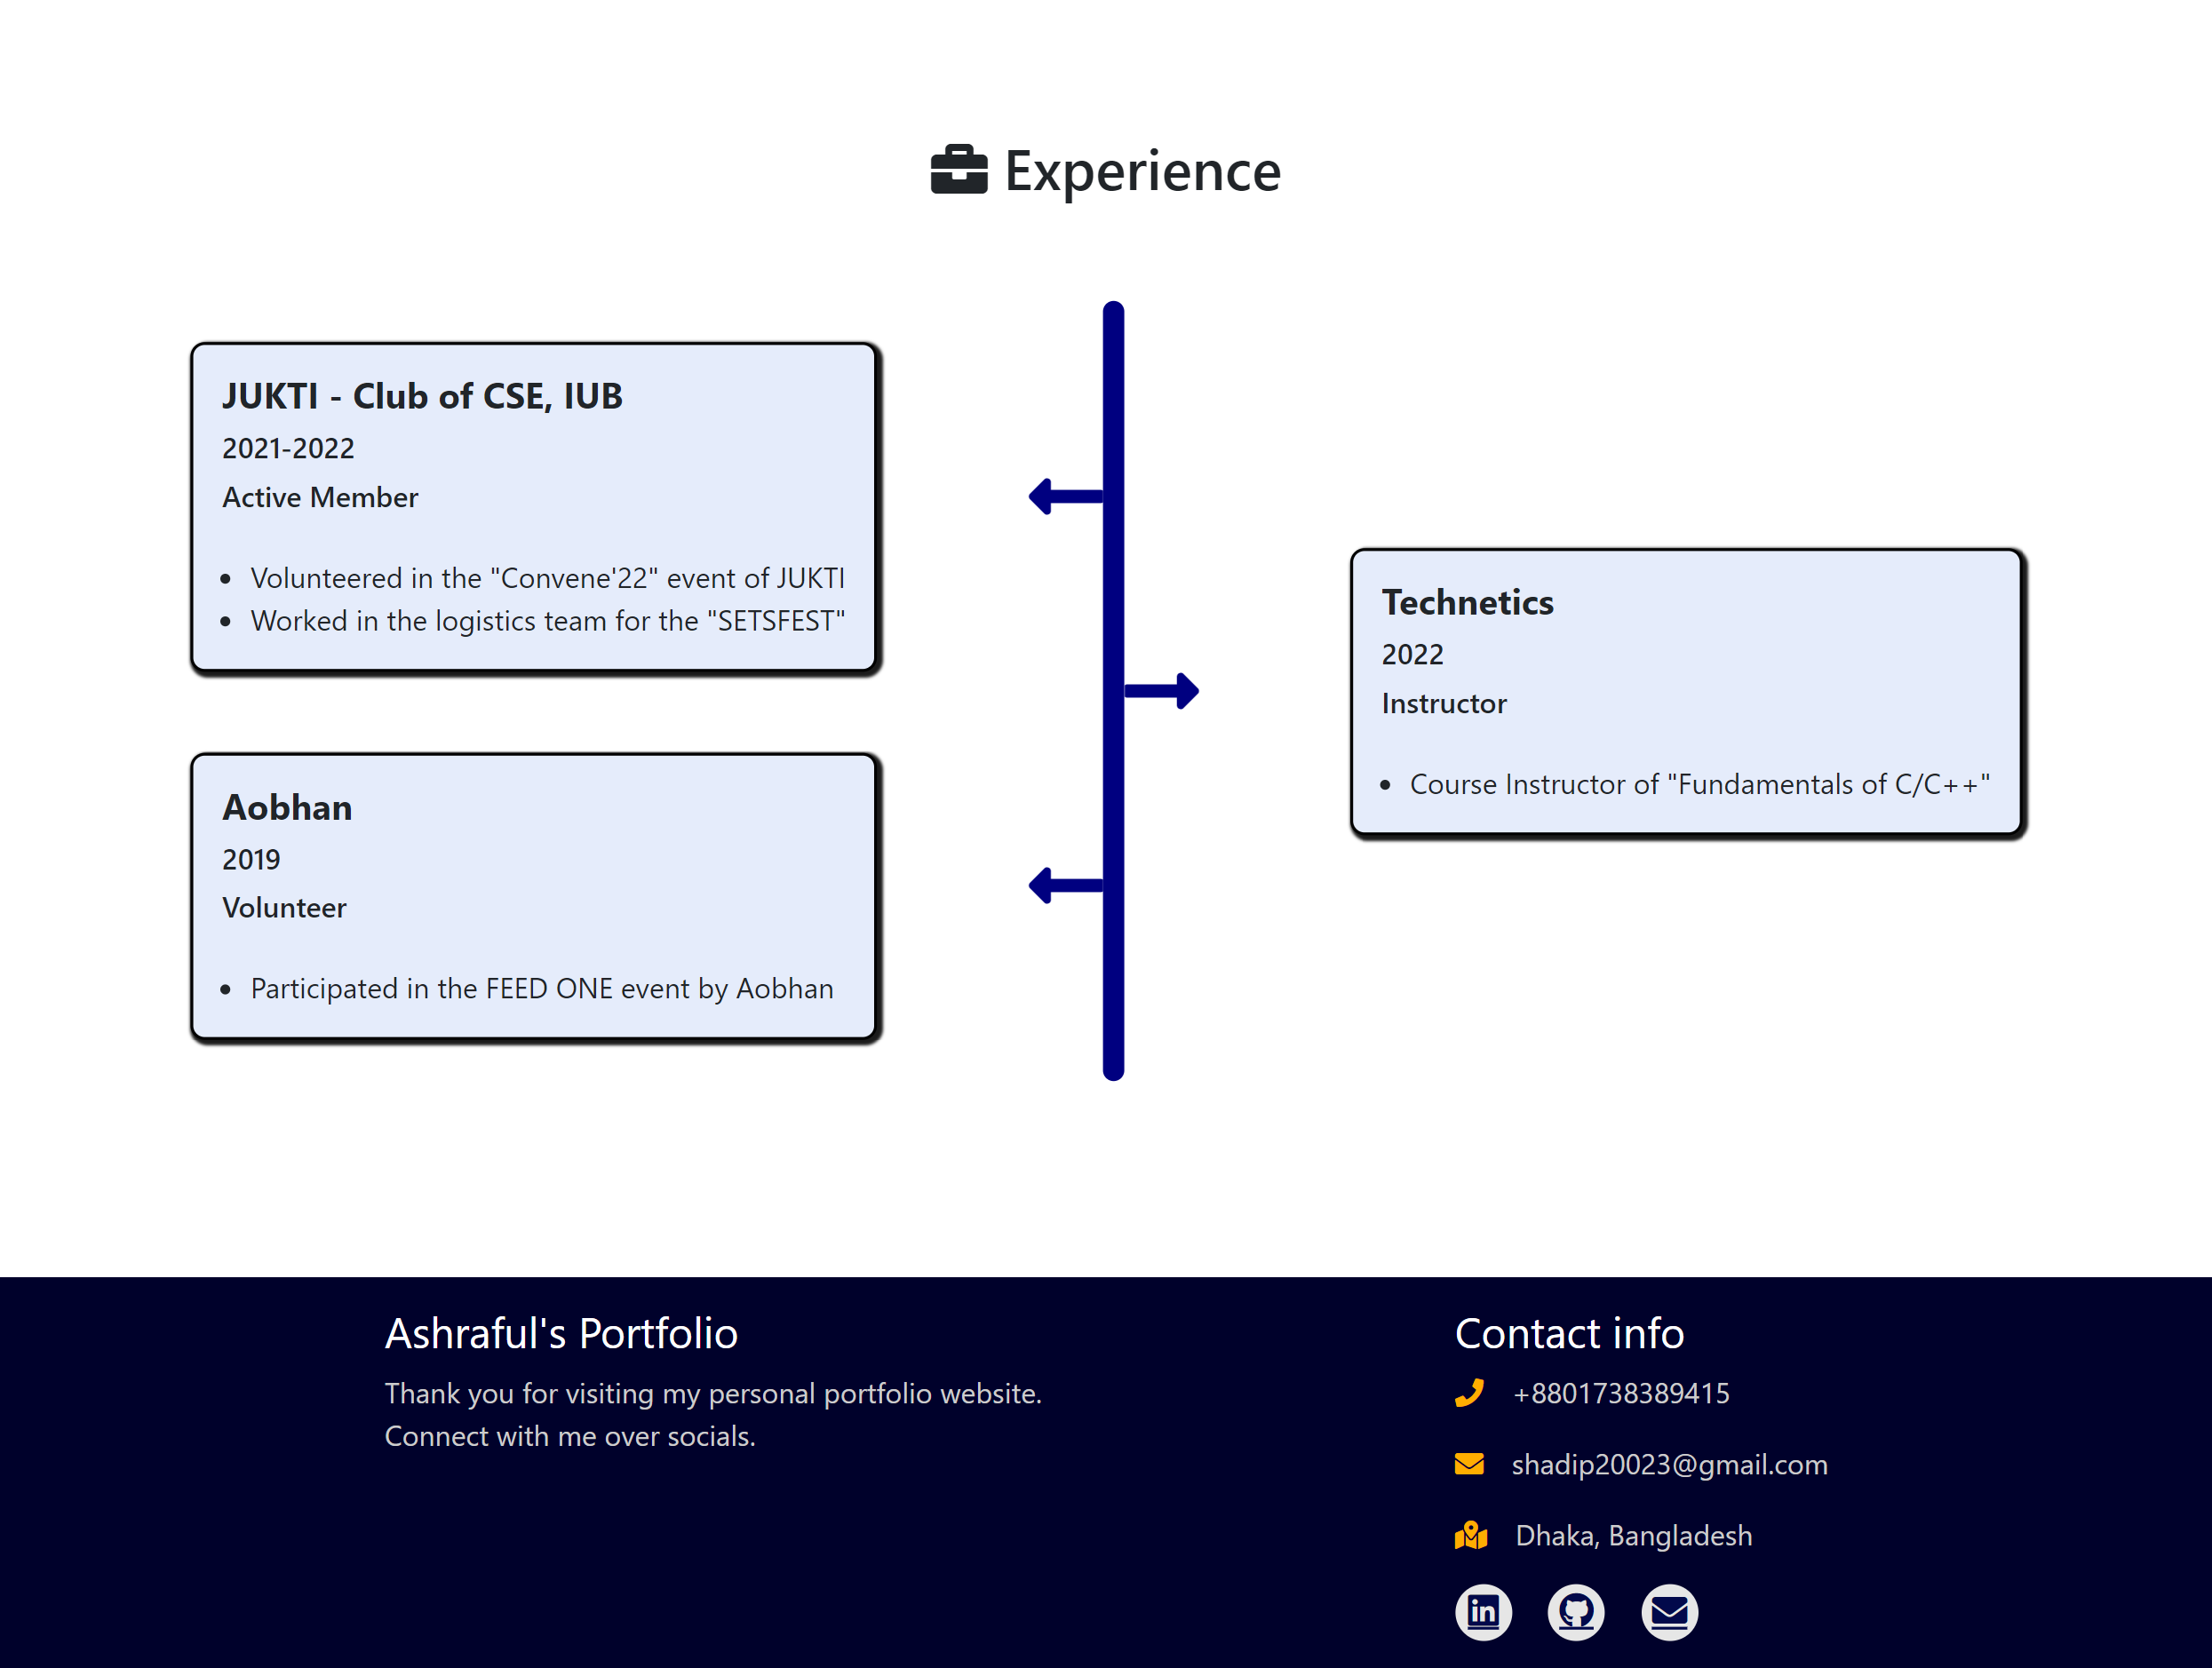 Experience
JUKTI - Club of CSE, IUB
2021-2022
Active Member
Volunteered in the "Convene'22" event of JUKTI
Worked in the logistics team for the "SETSFEST"
Technetics
2022
Instructor
Course Instructor of "Fundamentals of C/C++"
Aobhan
2019
Volunteer
Participated in the FEED ONE event by Aobhan
Ashraful's Portfolio
Thank you for visiting my personal portfolio website.
Connect with me over socials.
Contact info
+8801738389415
shadip20023@gmail.com
Dhaka, Bangladesh
in